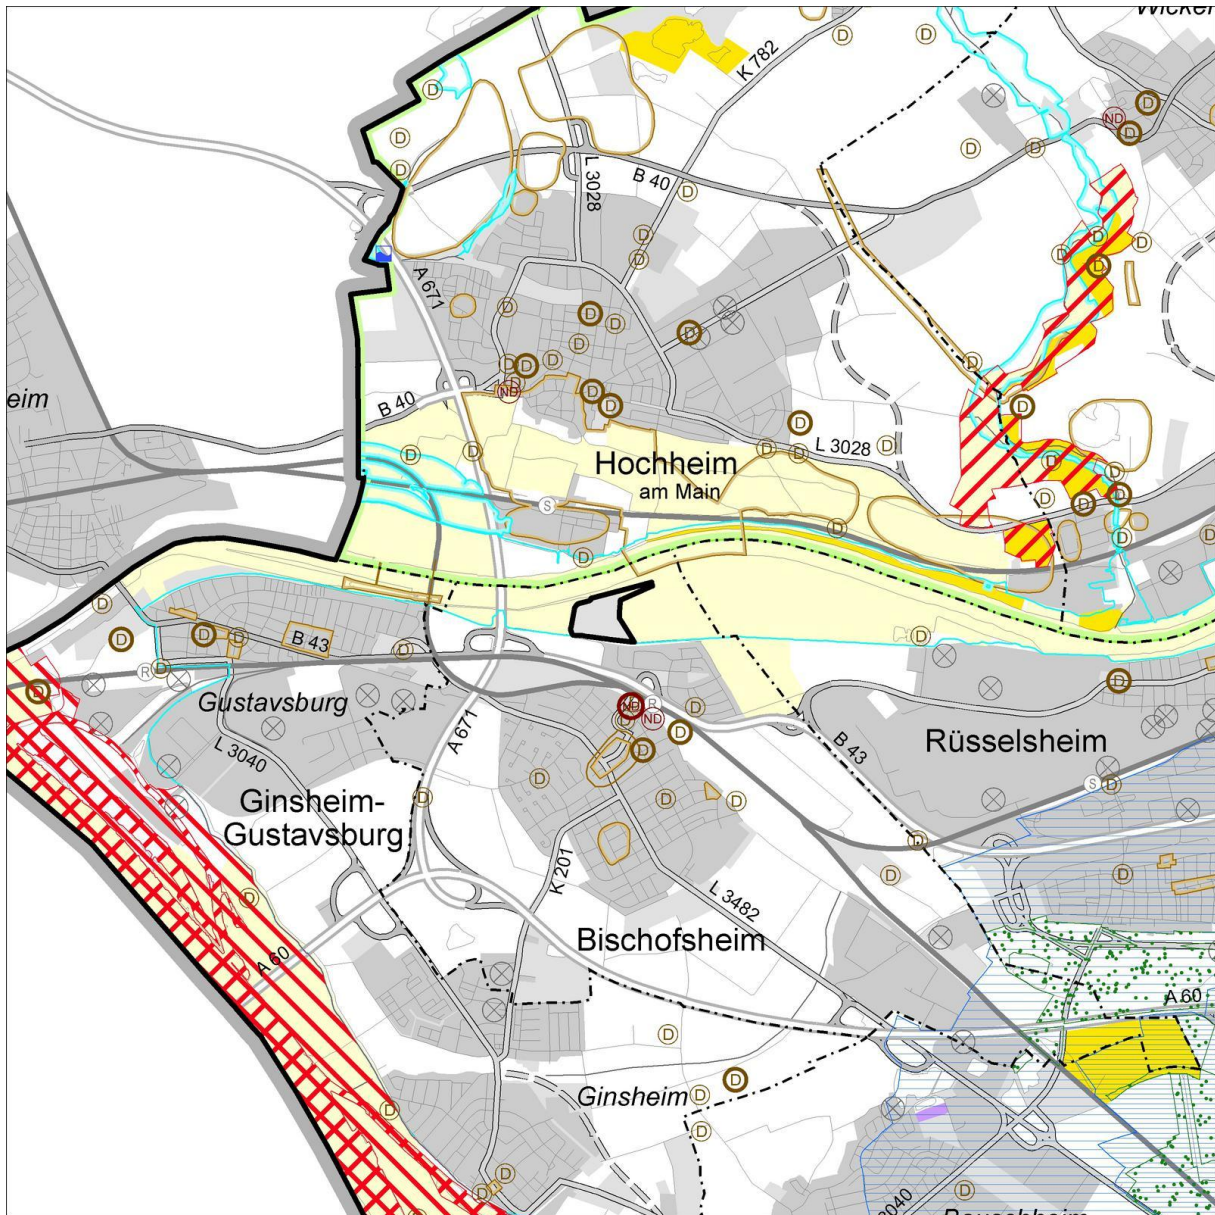 Wicker
K 782
L 3028
B 40
A 671
eim
B 40
L 3028
Hochheim
am Main
B 43
Gustavsburg
L 3040
A 671
Rüsselsheim
B 43
Ginsheim-
Gustavsburg
K 201
L 3482
Bischofsheim
A 60
A 60
Ginsheim
3040
D
ND
S
R